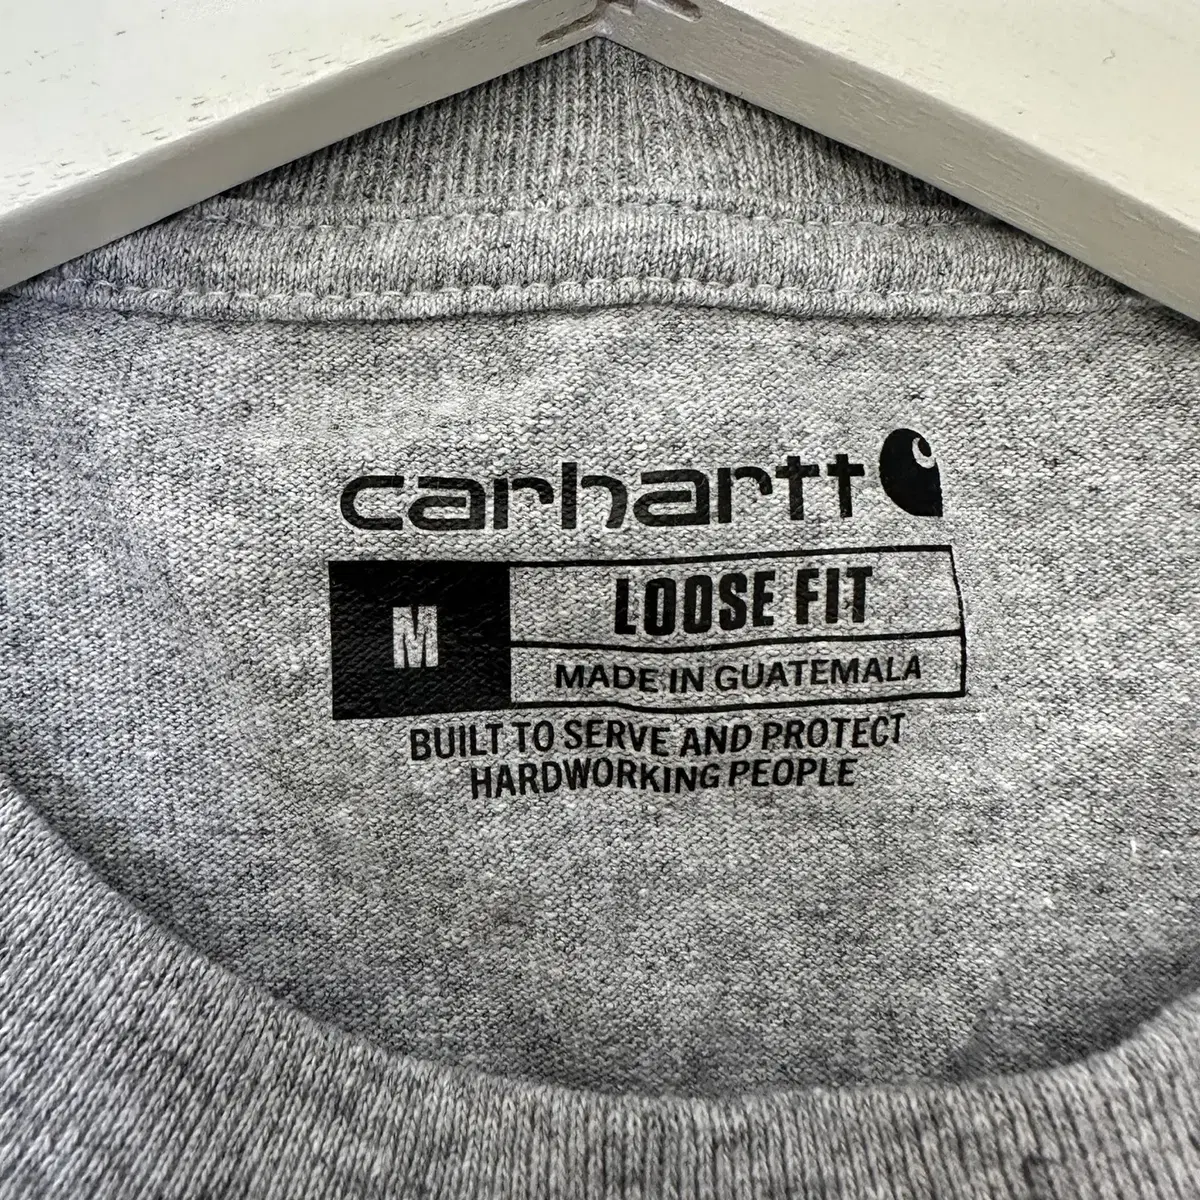 carhartt
M
LOOSE FIT
MADE IN GUATEMALA
BUILT TO SERVE AND PROTECT
HARDWORKING PEOPLE